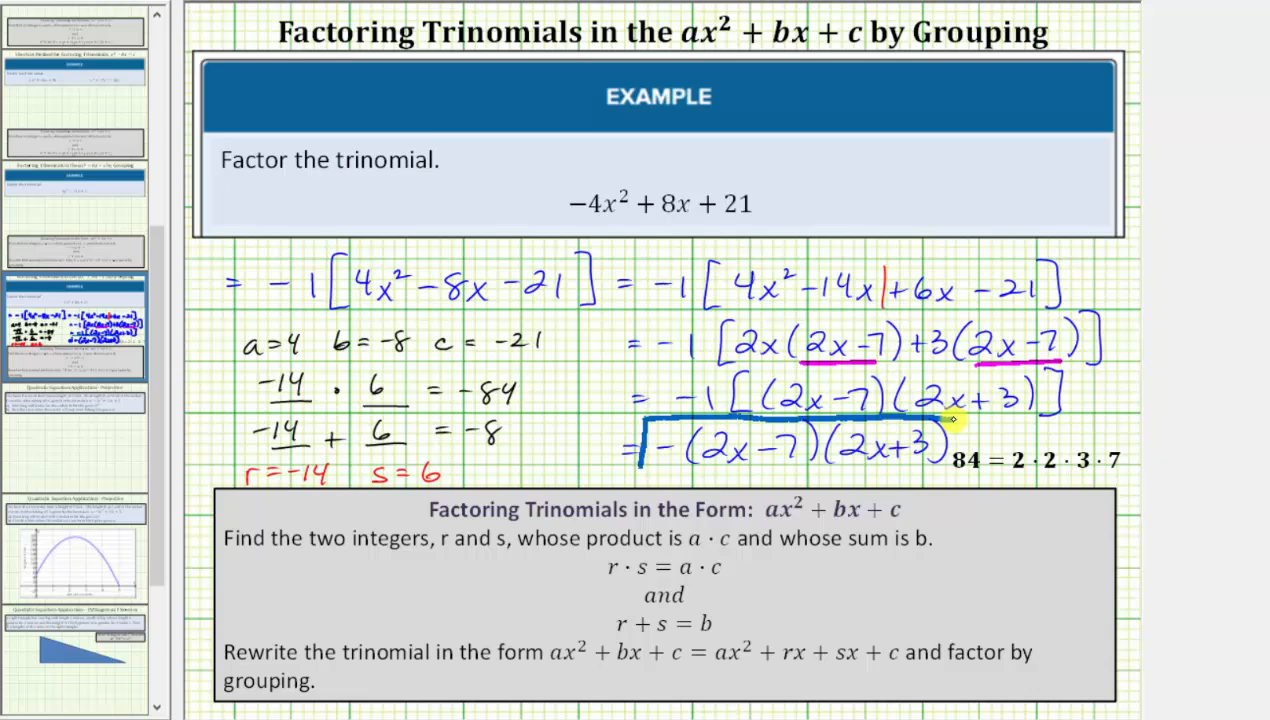 Factoring Trinomials in the ax² + bx + c by Grouping
EXAMPLE
Factor the trinomial.
−4x² + 8x + 21
= −1[4x² − 8x − 21] = −1[4x² − 14x | + 6x − 21]
a = 4 b = −8 c = −21
= −1[2x(2x − 7) + 3(2x − 7)]
−14 · 6 = −84
= −1[(2x − 7)(2x + 3)]
−14 + 6 = −8
= −(2x − 7)(2x + 3)
84 = 2 · 2 · 3 · 7
r = −14 s = 6
Factoring Trinomials in the Form: ax² + bx + c
Find the two integers, r and s, whose product is a · c and whose sum is b.
r · s = a · c
and
r + s = b
Rewrite the trinomial in the form ax² + bx + c = ax² + rx + sx + c and factor by
grouping.